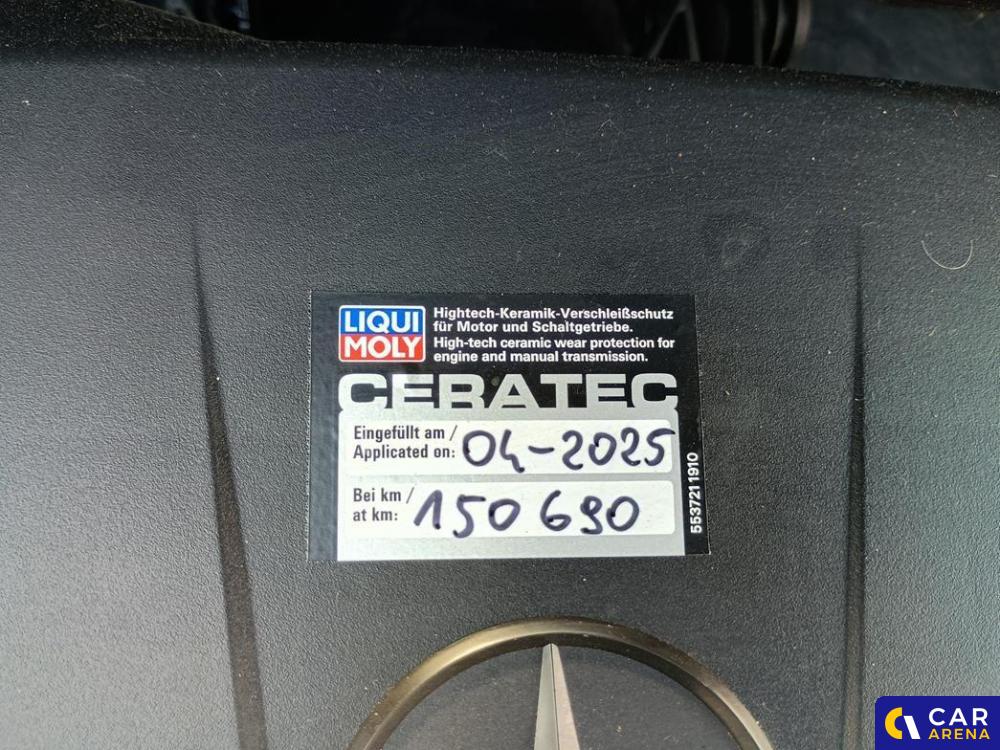 LIQUI
MOLY
Hightech-Keramik-Verschleißschutz
für Motor und Schaltgetriebe.
High-tech ceramic wear protection for
engine and manual transmission.
CERATEC
Eingefüllt am /
Applicated on: 04-2025
Bei km /
at km: 150 690
5537211910
CAR
ARENA